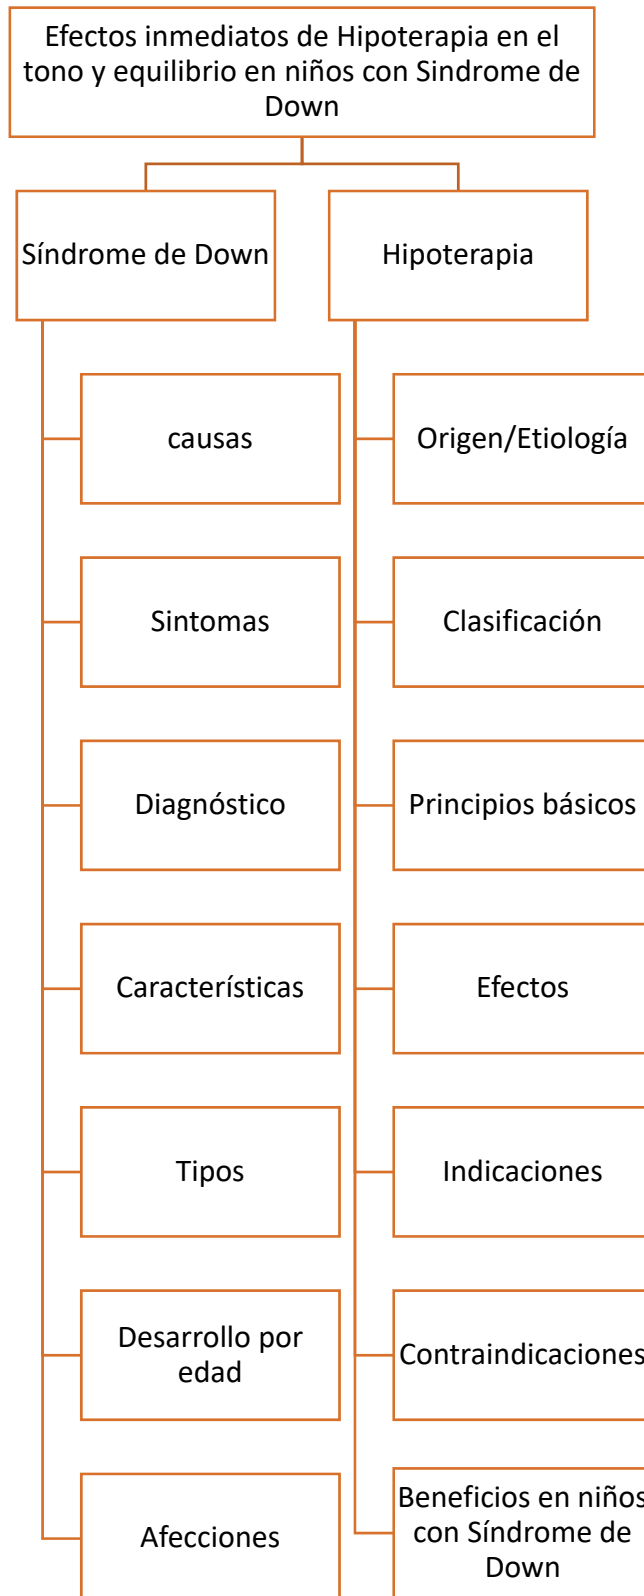 Efectos inmediatos de Hipoterapia en el
tono y equilibrio en niños con Sindrome de
Down
Síndrome de Down
Hipoterapia
causas
Origen/Etiología
Sintomas
Clasificación
Diagnóstico
Principios básicos
Características
Efectos
Tipos
Indicaciones
Desarrollo por
edad
Contraindicaciones
Afecciones
Beneficios en niños
con Síndrome de
Down